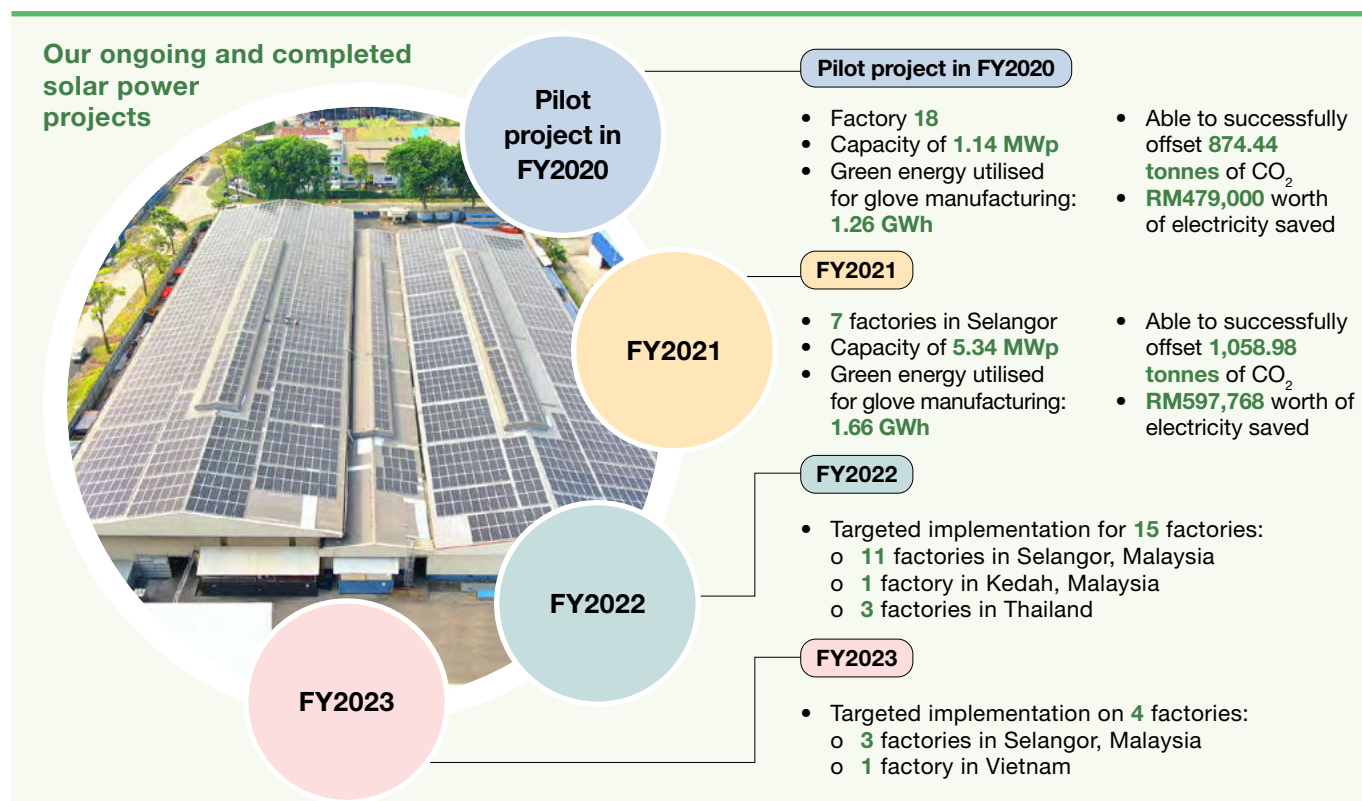 Our ongoing and completed
solar power
projects
Pilot
project in
FY2020
FY2021
FY2022
FY2023
Pilot project in FY2020
• Factory 18
• Capacity of 1.14 MWp
• Green energy utilised
for glove manufacturing:
1.26 GWh
• Able to successfully
offset 874.44
tonnes of CO2
• RM479,000 worth
of electricity saved
FY2021
• 7 factories in Selangor
• Capacity of 5.34 MWp
• Green energy utilised
for glove manufacturing:
1.66 GWh
• Able to successfully
offset 1,058.98
tonnes of CO2
• RM597,768 worth of
electricity saved
FY2022
• Targeted implementation for 15 factories:
o 11 factories in Selangor, Malaysia
o 1 factory in Kedah, Malaysia
o 3 factories in Thailand
FY2023
• Targeted implementation on 4 factories:
o 3 factories in Selangor, Malaysia
o 1 factory in Vietnam